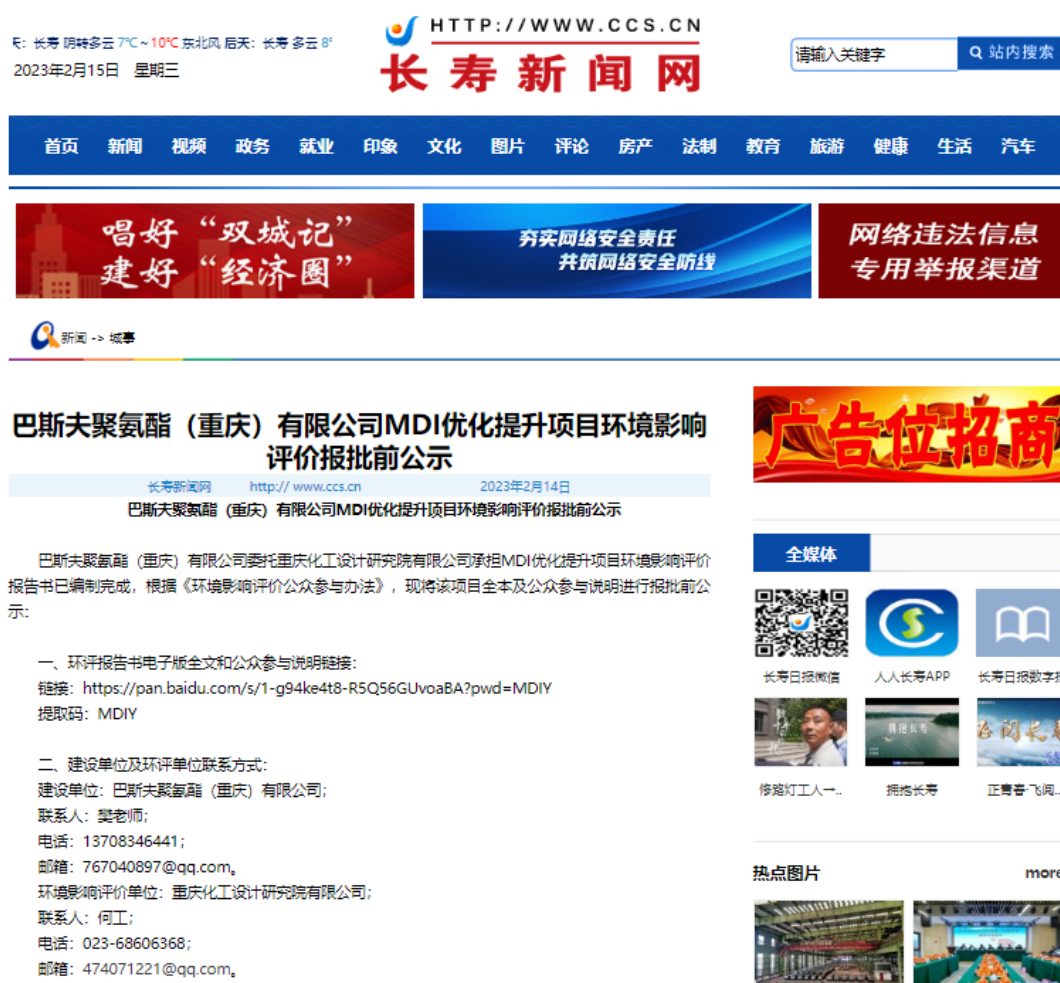 天：长寿 阴转多云 7℃~10℃ 东北风 后天：长寿 多云 8°
2023年2月15日 星期三
HTTP://WWW.CCS.CN
长寿新闻网
请输入关键字
站内搜索
首页 新闻 视频 政务 就业 印象 文化 图片 评论 房产 法制 教育 旅游 健康 生活 汽车
唱好“双城记”
建好“经济圈”
夯实网络安全责任
共筑网络安全防线
网络违法信息
专用举报渠道
新闻 -> 城事
巴斯夫聚氨酯（重庆）有限公司MDI优化提升项目环境影响
评价报批前公示
长寿新闻网 http:// www.ccs.cn 2023年2月14日
巴斯夫聚氨酯（重庆）有限公司MDI优化提升项目环境影响评价报批前公示
巴斯夫聚氨酯（重庆）有限公司委托重庆化工设计研究院有限公司承担MDI优化提升项目环境影响评价
报告书已编制完成，根据《环境影响评价公众参与办法》，现将该项目全本及公众参与说明进行报批前公
示：
一、环评报告书电子版全文和公众参与说明链接：
链接：https://pan.baidu.com/s/1-g94ke4t8-R5Q56GUvoaBA?pwd=MDIY
提取码：MDIY
二、建设单位及环评单位联系方式：
建设单位：巴斯夫聚氨酯（重庆）有限公司；
联系人：樊老师；
电话：13708346441；
邮箱：767040897@qq.com。
环境影响评价单位：重庆化工设计研究院有限公司；
联系人：何工；
电话：023-68606368；
邮箱：474071221@qq.com。
广告位招商
全媒体
长寿日报微信 人人长寿APP 长寿日报数字报
拥抱长寿
飞阅长寿
修路灯工人一.. 拥抱长寿 正青春·飞阅..
热点图片 more